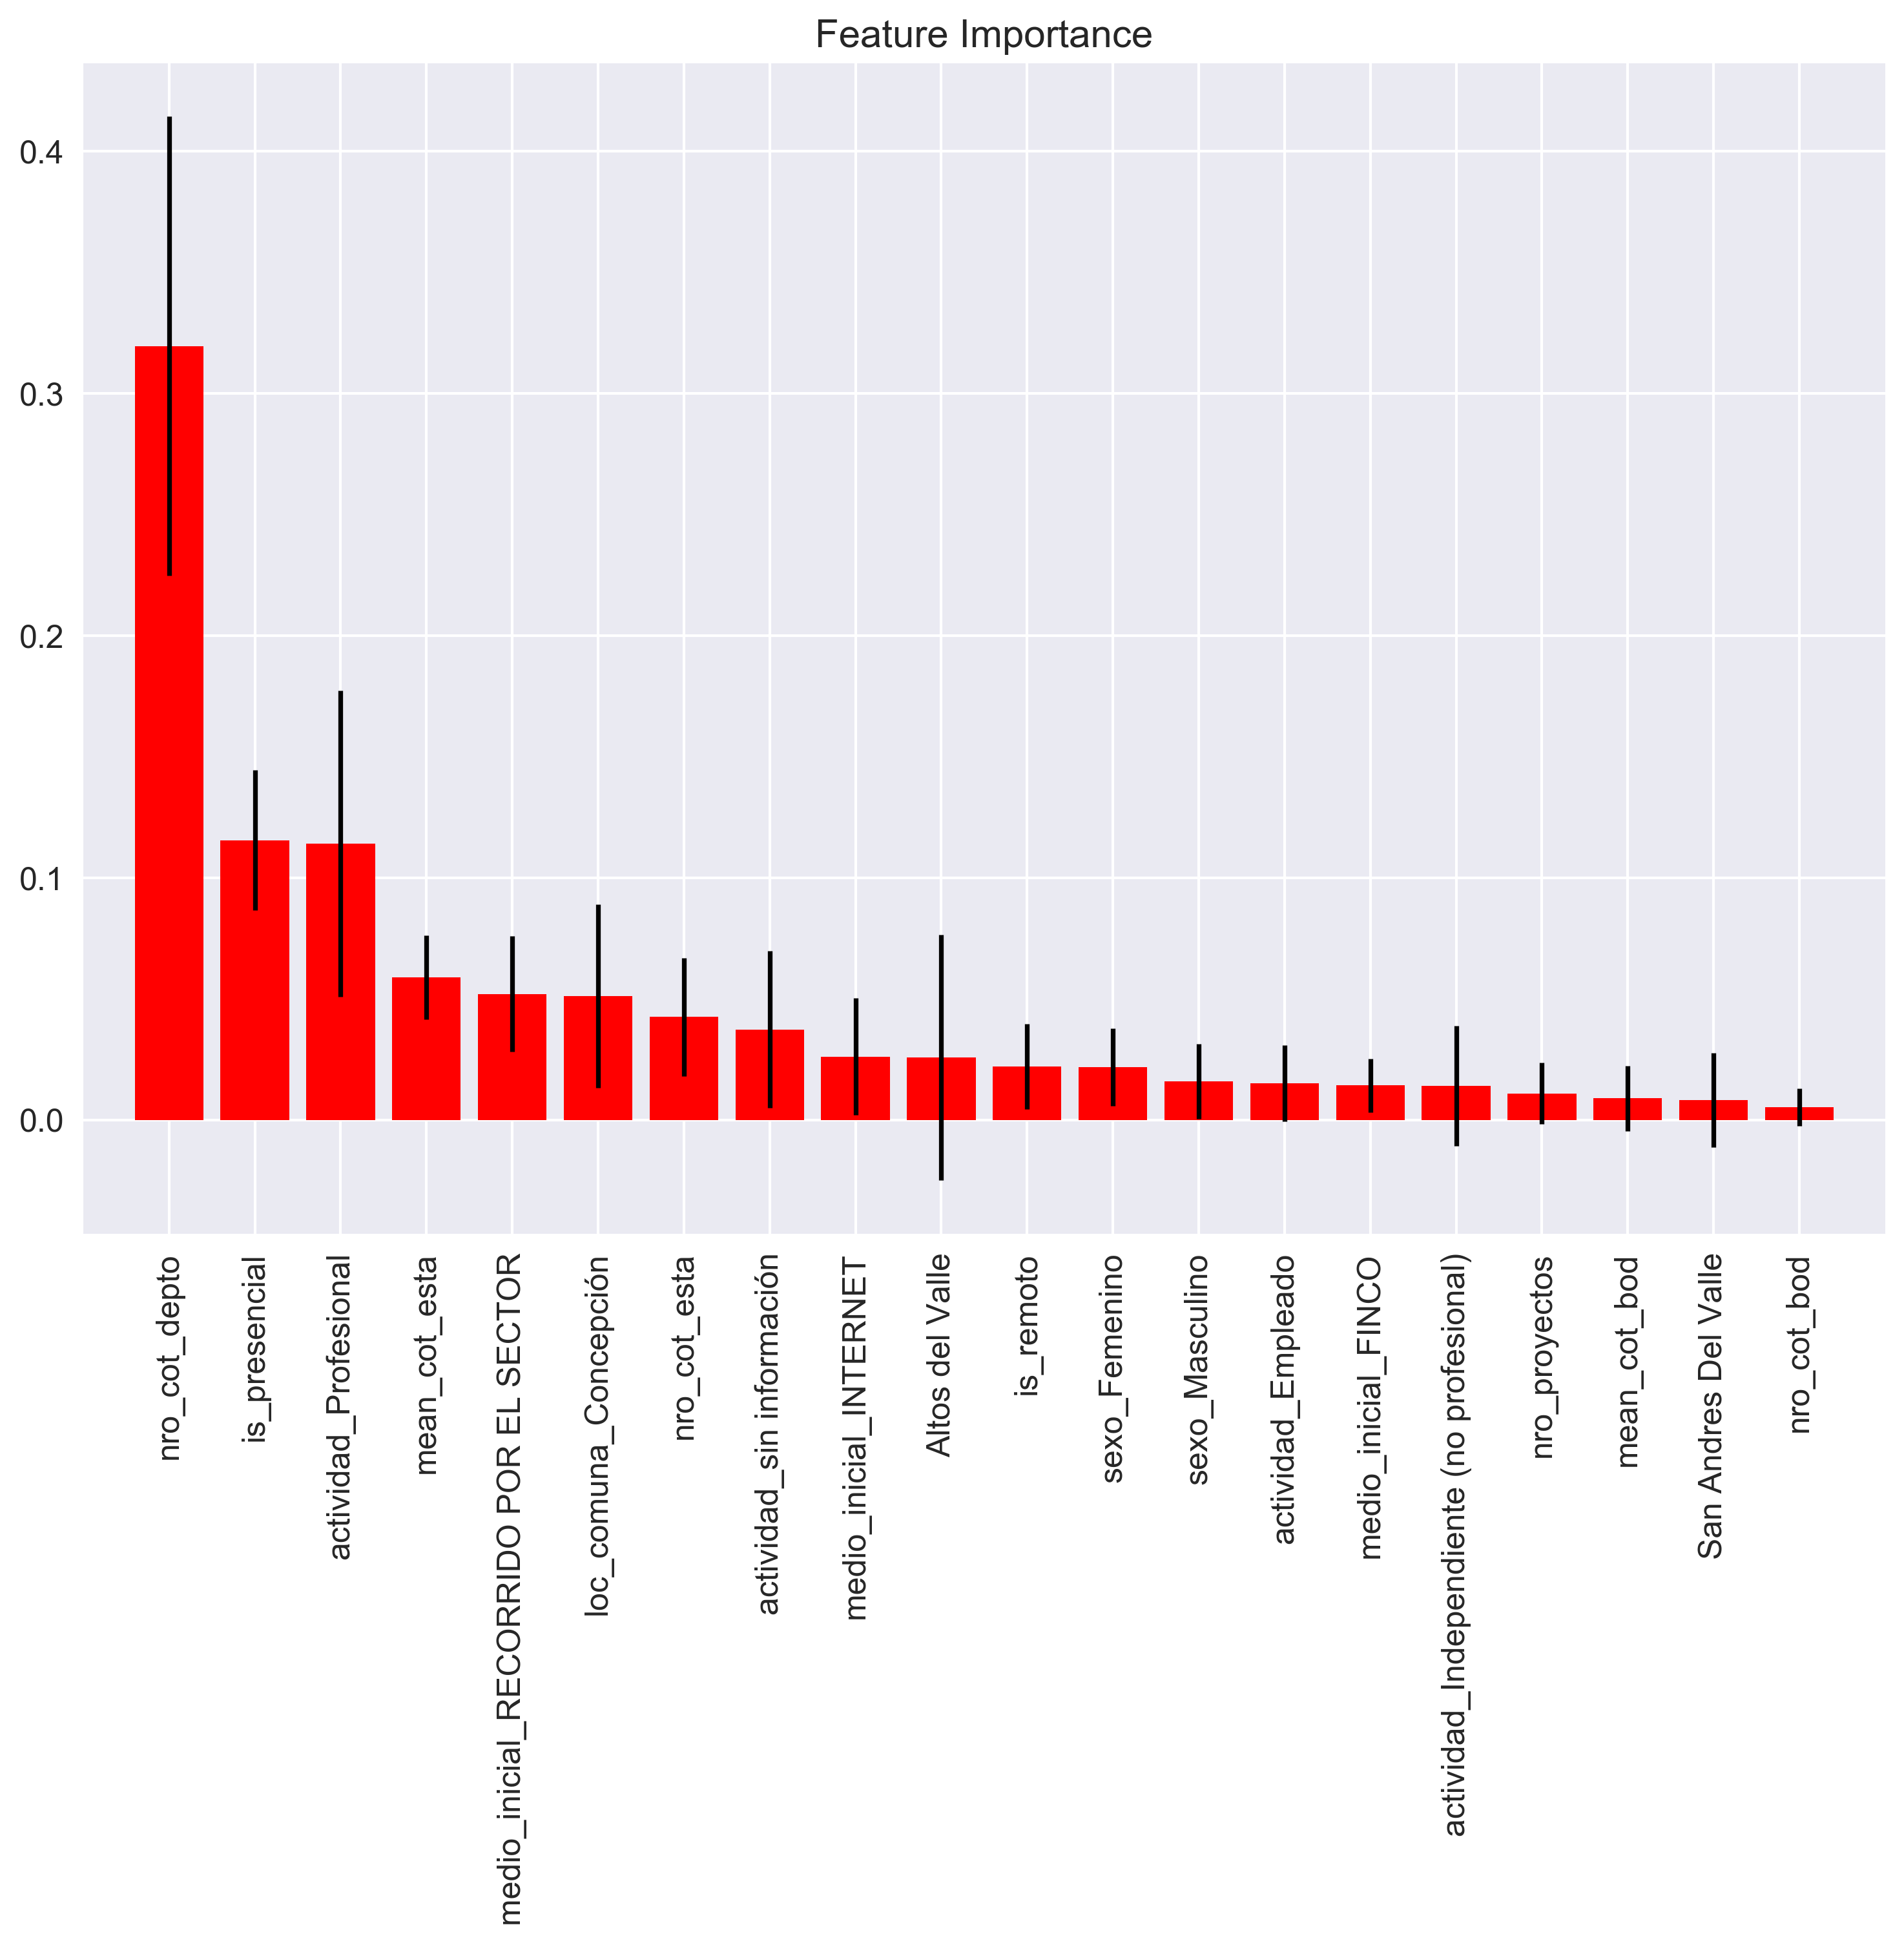 Feature Importance
0.4
0.3
0.2
0.1
0.0
nro_cot_depto
is_presencial
actividad_Profesional
mean_cot_esta
medio_inicial_RECORRIDO POR EL SECTOR
loc_comuna_Concepción
nro_cot_esta
actividad_sin información
medio_inicial_INTERNET
Altos del Valle
is_remoto
sexo_Femenino
sexo_Masculino
actividad_Empleado
medio_inicial_FINCO
actividad_Independiente (no profesional)
nro_proyectos
mean_cot_bod
San Andres Del Valle
nro_cot_bod